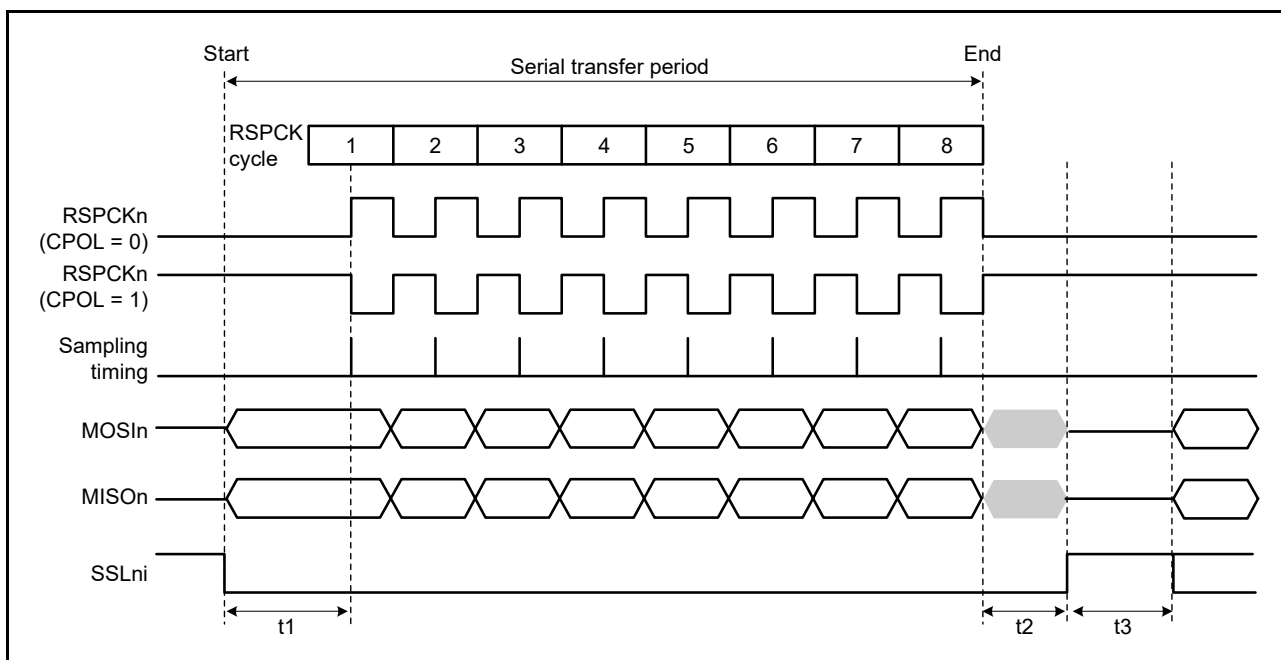 Start
End
Serial transfer period
RSPCK
cycle
1 2 3 4 5 6 7 8
RSPCKn
(CPOL = 0)
RSPCKn
(CPOL = 1)
Sampling
timing
MOSIn
MISOn
SSLni
t1
t2
t3